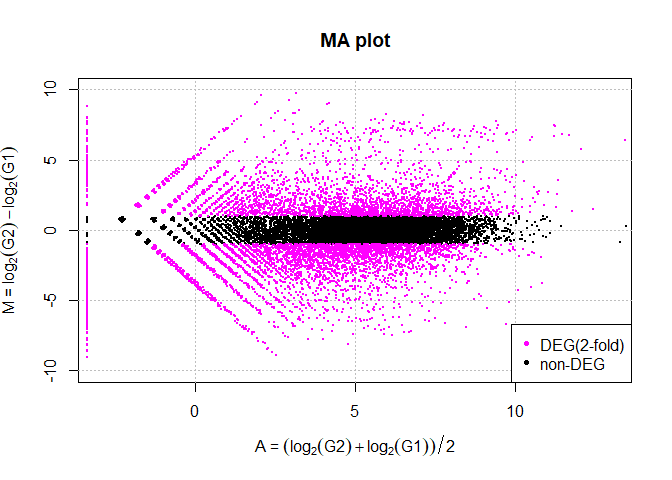 MA plot
M = log2(G2) − log2(G1)
10
5
0
-5
-10
0
5
10
DEG(2-fold)
non-DEG
A = (log2(G2) + log2(G1))/2